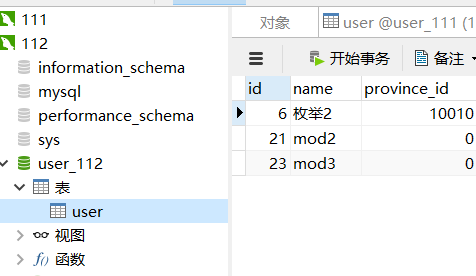 111
112
information_schema
mysql
performance_schema
sys
user_112
表
user
视图
函数
对象
user @user_111 (111)
开始事务
备注
id name province_id
6 枚举2 10010
21 mod2 0
23 mod3 0